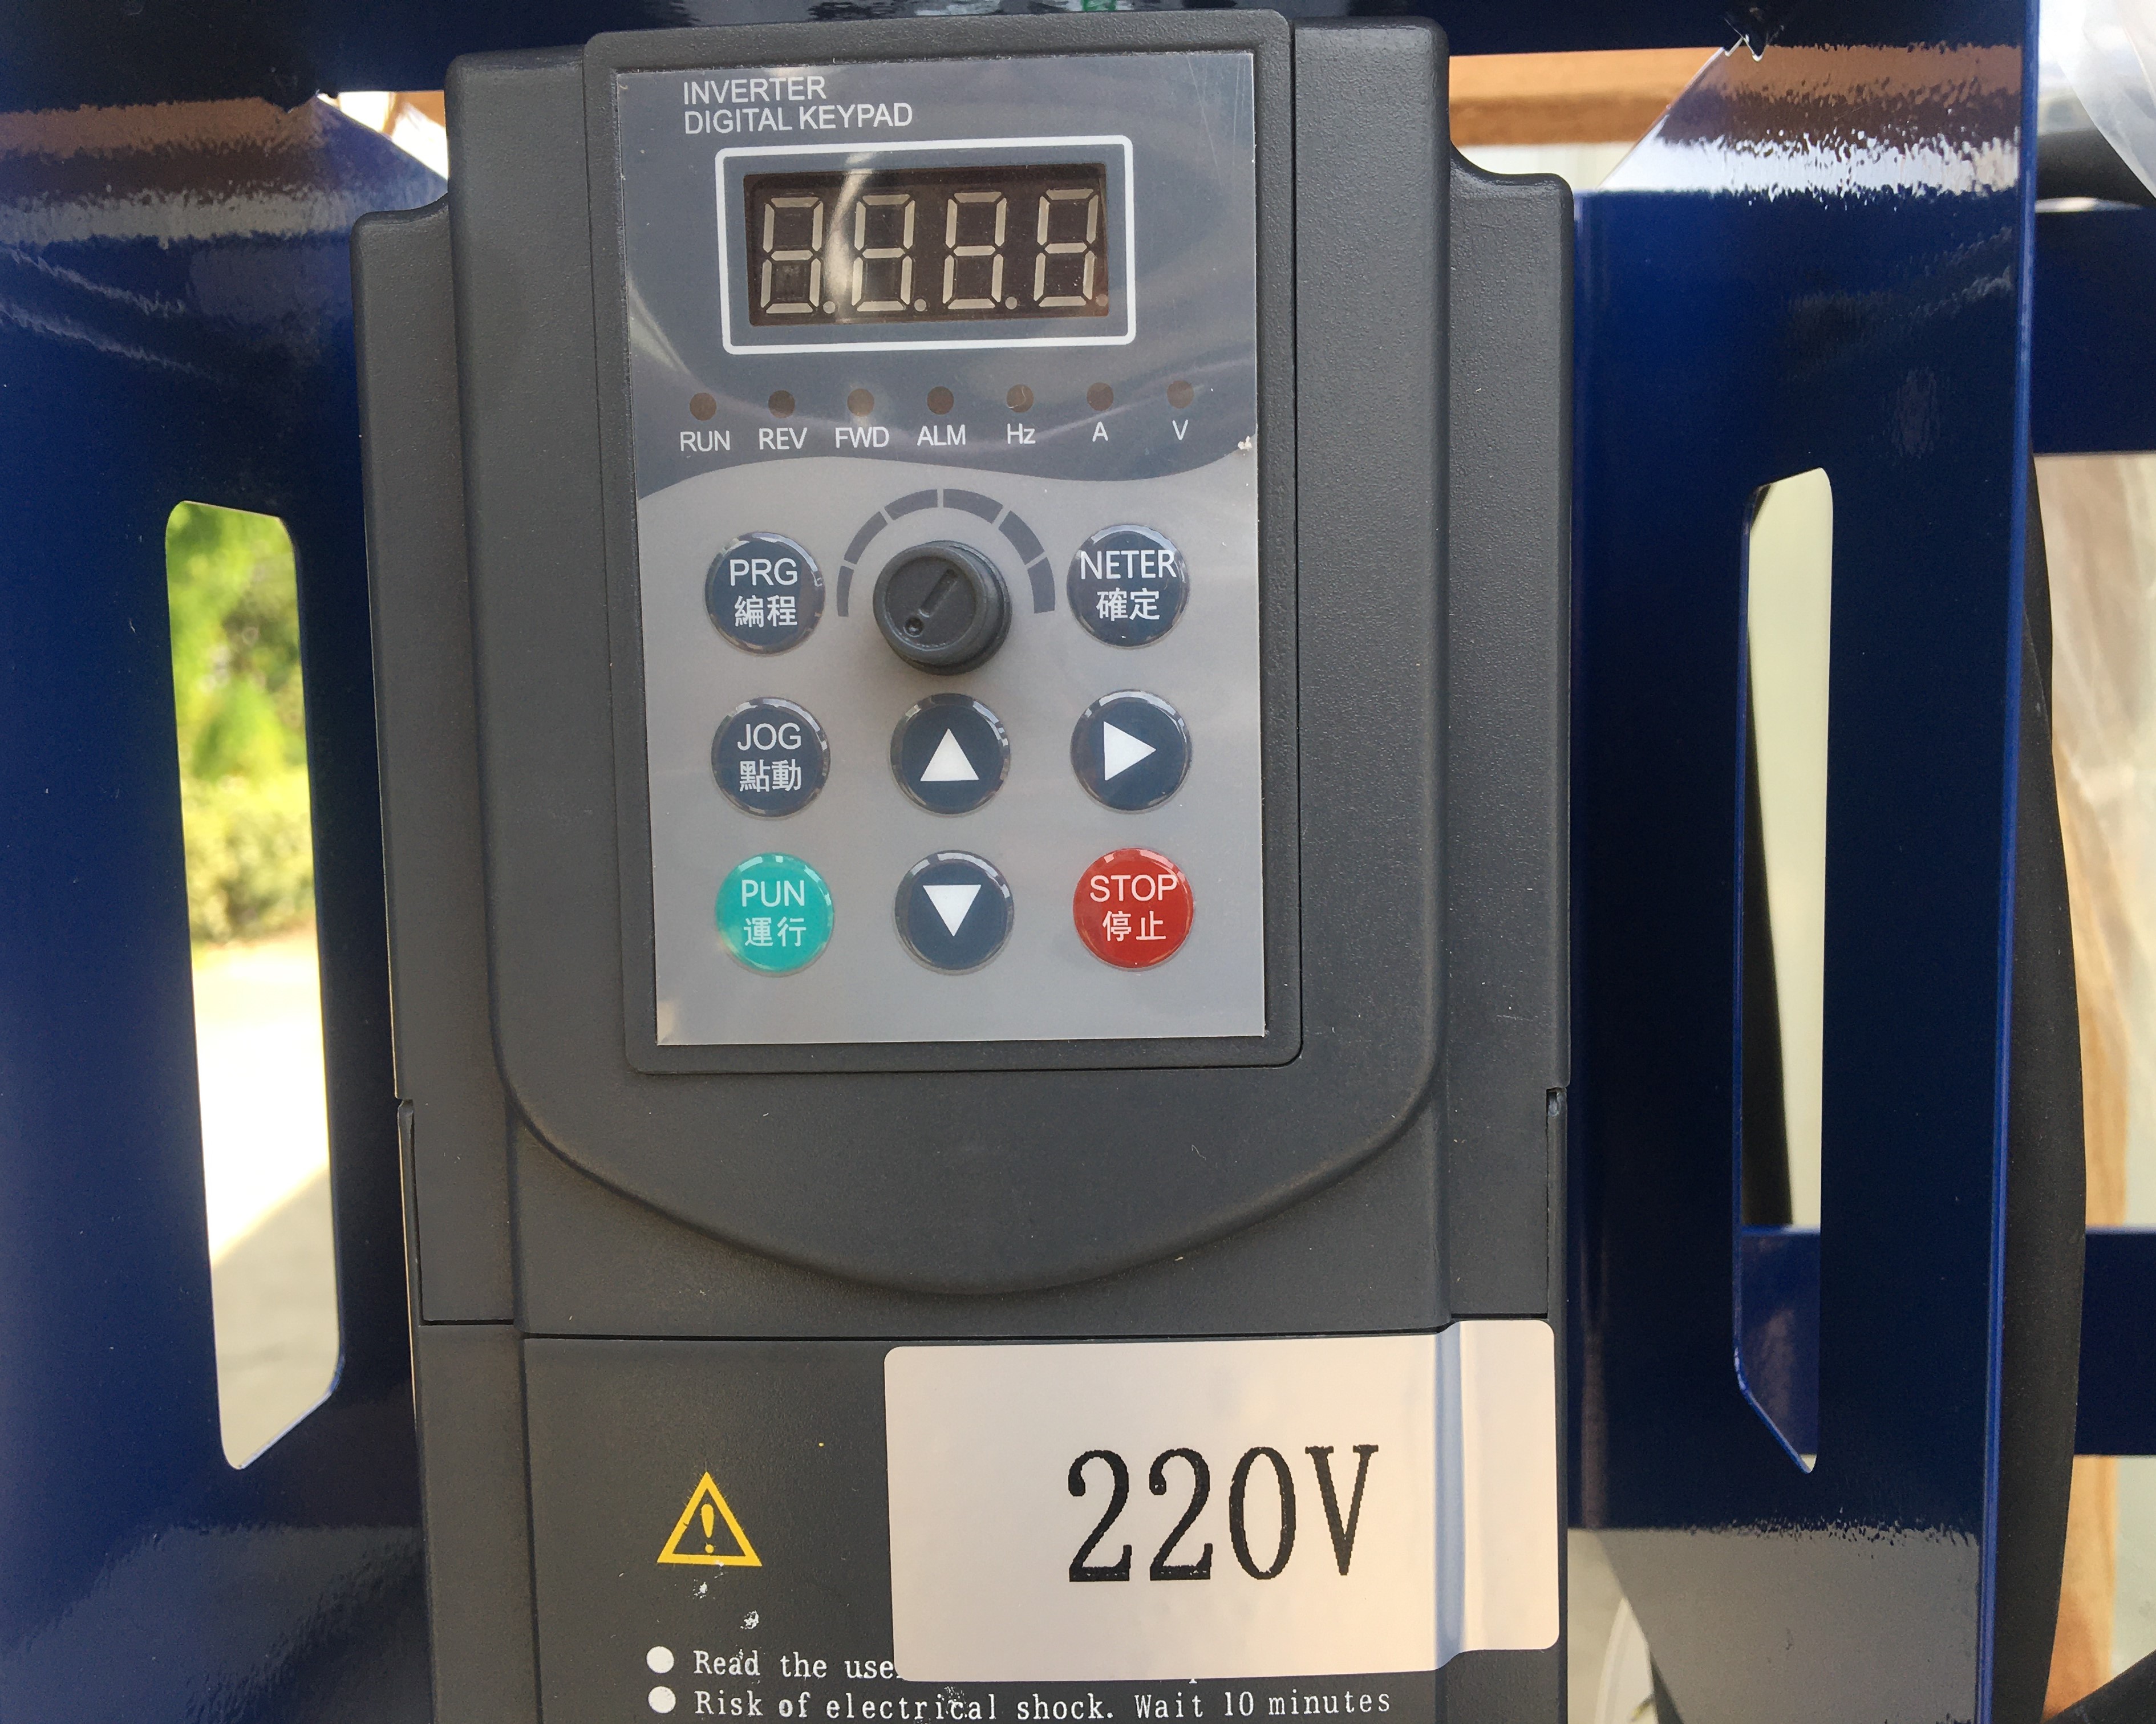 INVERTER
DIGITAL KEYPAD
RUN REV FWD ALM Hz A V
PRG
編程
NETER
確定
JOG
點動
PUN
運行
STOP
停止
220V
Read the
Risk of electrical shock. Wait 10 minutes